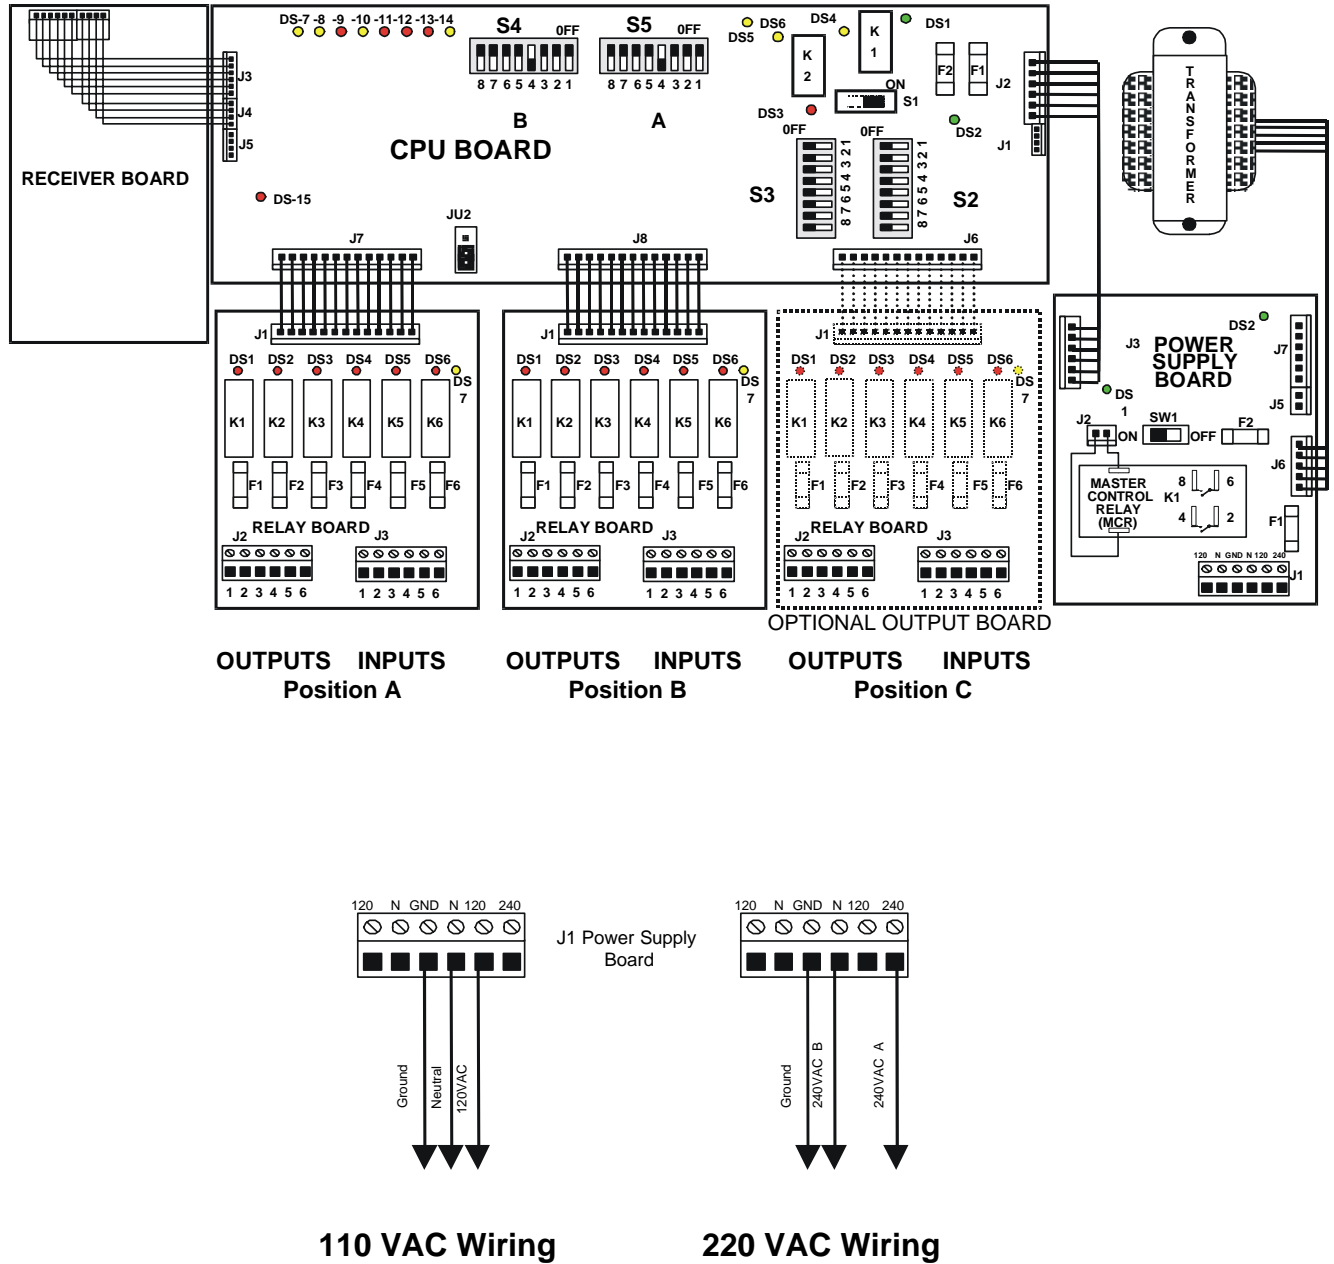 DS-7 -8 -9 -10 -11 -12 -13 -14
S4 0FF
8 7 6 5 4 3 2 1
B
S5 0FF
8 7 6 5 4 3 2 1
A
DS6
DS5
DS4
DS1
K 2
K 1
F2 F1
ON
S1
DS3
DS2
J2
J1
J3
J4
J5
RECEIVER BOARD
CPU BOARD
DS-15
JU2
0FF
S3
8 7 6 5 4 3 2 1
0FF
S2
8 7 6 5 4 3 2 1
J7
J8
J6
TRANSFORMER
J1
DS1 DS2 DS3 DS4 DS5 DS6
DS 7
K1 K2 K3 K4 K5 K6
F1 F2 F3 F4 F5 F6
RELAY BOARD
J2 J3
1 2 3 4 5 6 1 2 3 4 5 6
OUTPUTS INPUTS
Position A
J1
DS1 DS2 DS3 DS4 DS5 DS6
DS 7
K1 K2 K3 K4 K5 K6
F1 F2 F3 F4 F5 F6
RELAY BOARD
J2 J3
1 2 3 4 5 6 1 2 3 4 5 6
OUTPUTS INPUTS
Position B
J1
DS1 DS2 DS3 DS4 DS5 DS6
DS 7
K1 K2 K3 K4 K5 K6
F1 F2 F3 F4 F5 F6
RELAY BOARD
J2 J3
1 2 3 4 5 6 1 2 3 4 5 6
OPTIONAL OUTPUT BOARD
OUTPUTS INPUTS
Position C
DS2
J3
POWER
SUPPLY
BOARD
J7
J5
DS 1
J2
ON SW1 OFF
F2
J6
MASTER
CONTROL
RELAY
(MCR)
K1
8 6
4 2
F1
120 N GND N 120 240
J1
120 N GND N 120 240
J1 Power Supply
Board
120 N GND N 120 240
Ground
Neutral
120VAC
Ground
240VAC B
240VAC A
110 VAC Wiring
220 VAC Wiring